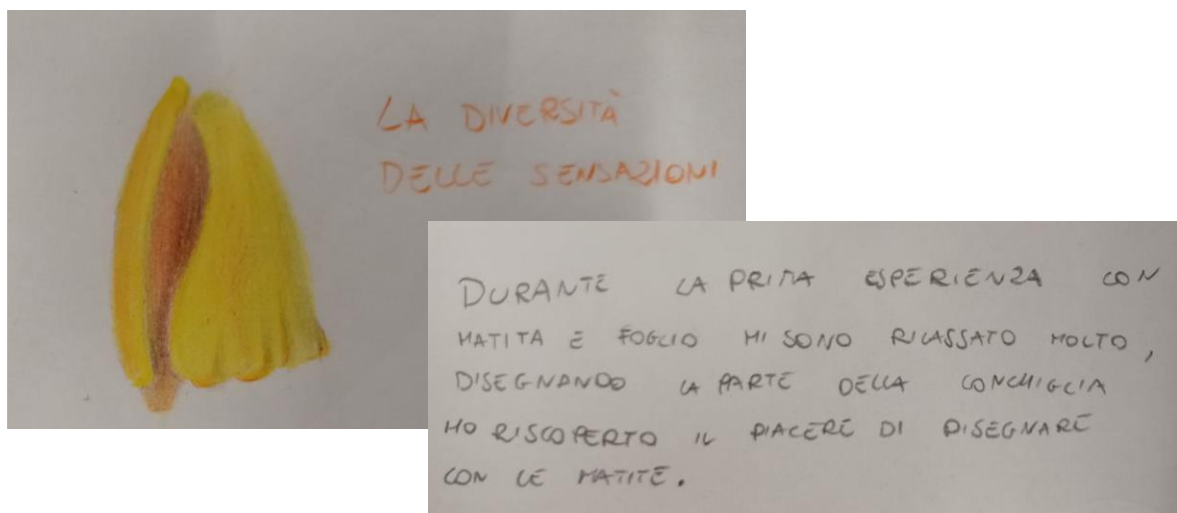 LA DIVERSITÀ
DELLE SENSAZIONI
DURANTE LA PRIMA ESPERIENZA CON
MATITA E FOGLIO MI SONO RILASSATO MOLTO,
DISEGNANDO LA PARTE DELLA CONCHIGLIA
HO RISCOPERTO IL PIACERE DI DISEGNARE
CON LE MATITE.